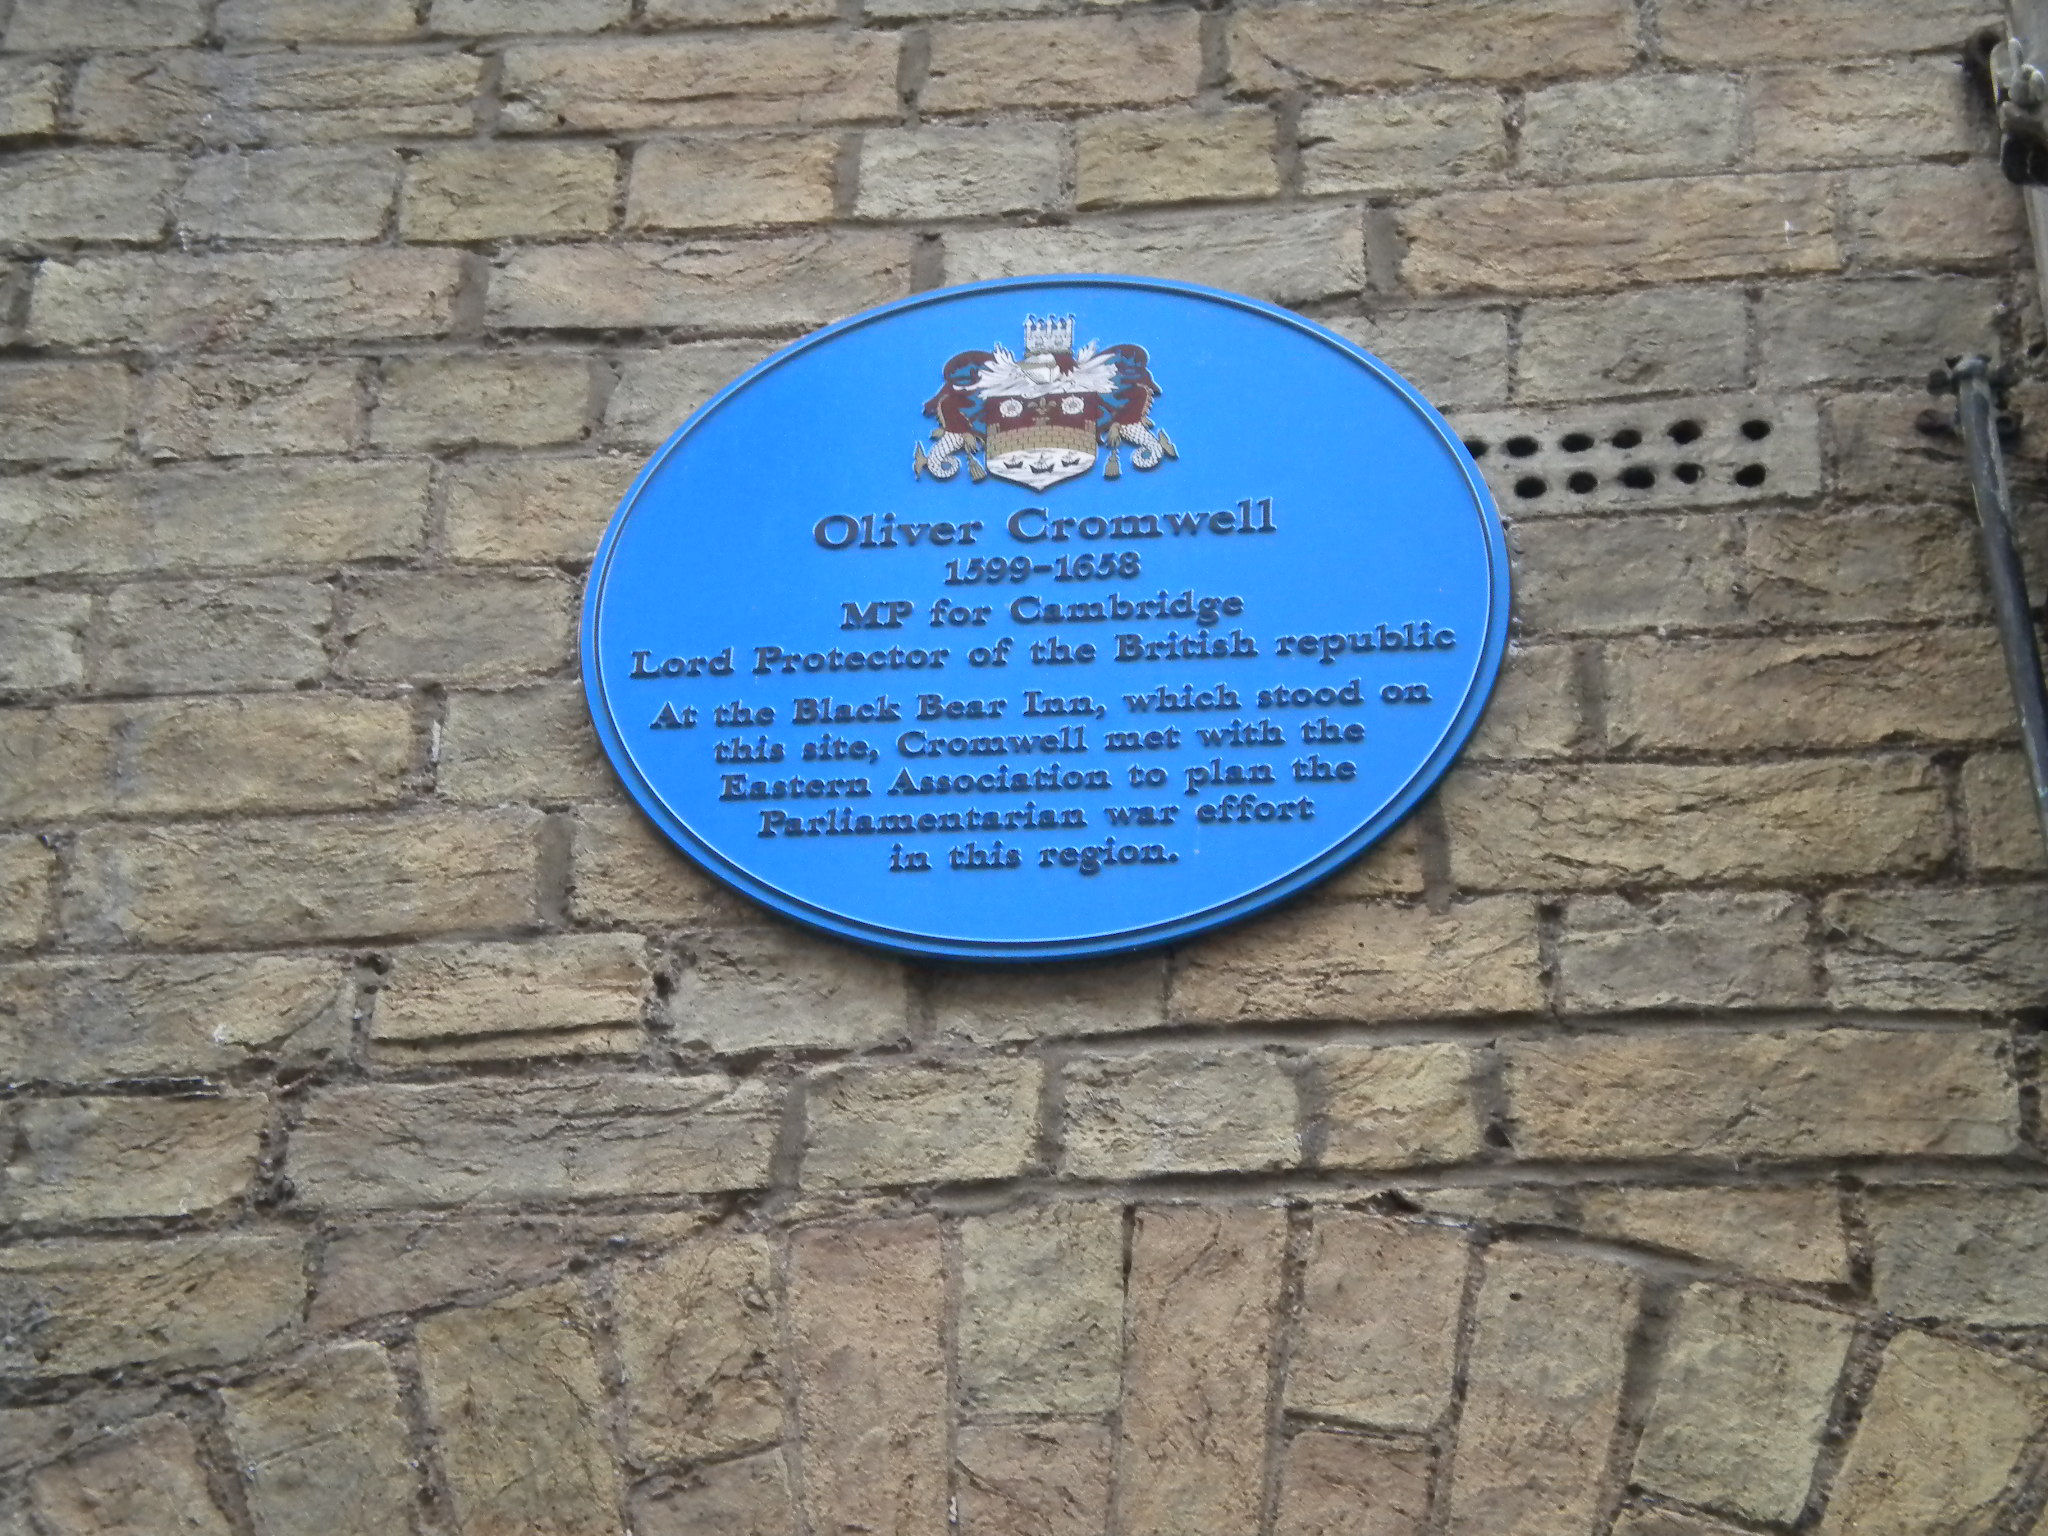 Oliver Cromwell
1599-1658
MP for Cambridge
Lord Protector of the British republic
At the Black Bear Inn, which stood on
this site, Cromwell met with the
Eastern Association to plan the
Parliamentarian war effort
in this region.